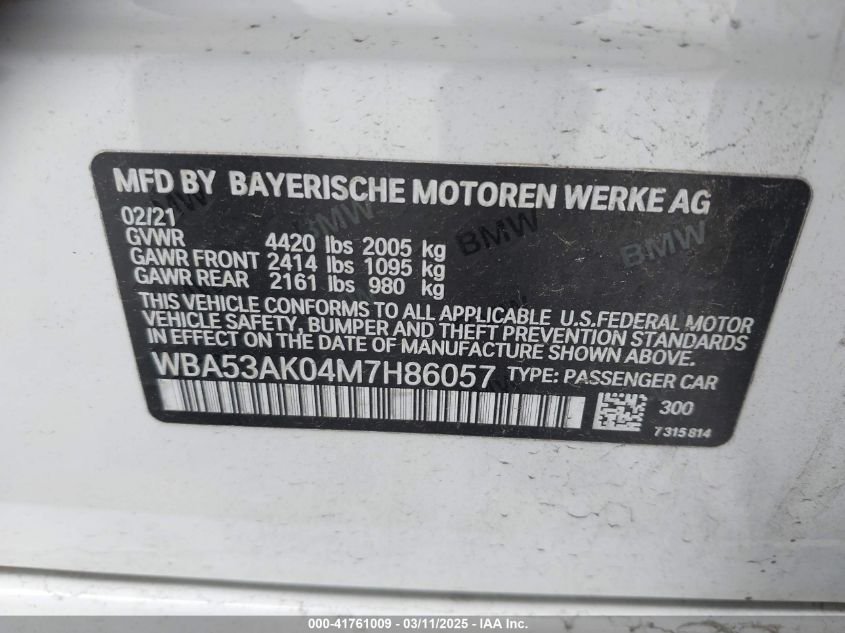 MFD BY BAYERISCHE MOTOREN WERKE AG
02/21
GVWR 4420 lbs 2005 kg
GAWR FRONT 2414 lbs 1095 kg
GAWR REAR 2161 lbs 980 kg
THIS VEHICLE CONFORMS TO ALL APPLICABLE U.S.FEDERAL MOTOR
VEHICLE SAFETY, BUMPER AND THEFT PREVENTION STANDARDS
IN EFFECT ON THE DATE OF MANUFACTURE SHOWN ABOVE.
WBA53AK04M7H86057 TYPE: PASSENGER CAR
300
7315814
BMW BMW BMW
000-41761009 - 03/11/2025 - IAA Inc.